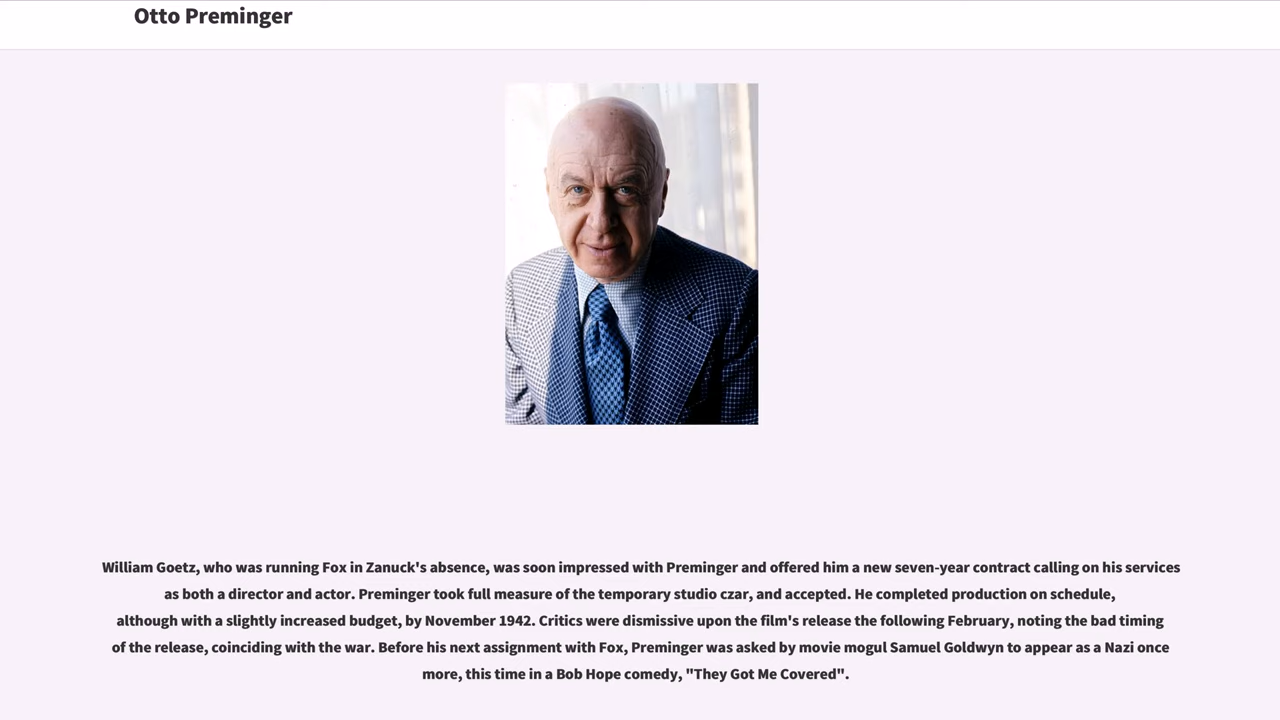 Otto Preminger
William Goetz, who was running Fox in Zanuck's absence, was soon impressed with Preminger and offered him a new seven-year contract calling on his services
as both a director and actor. Preminger took full measure of the temporary studio czar, and accepted. He completed production on schedule,
although with a slightly increased budget, by November 1942. Critics were dismissive upon the film's release the following February, noting the bad timing
of the release, coinciding with the war. Before his next assignment with Fox, Preminger was asked by movie mogul Samuel Goldwyn to appear as a Nazi once
more, this time in a Bob Hope comedy, "They Got Me Covered".